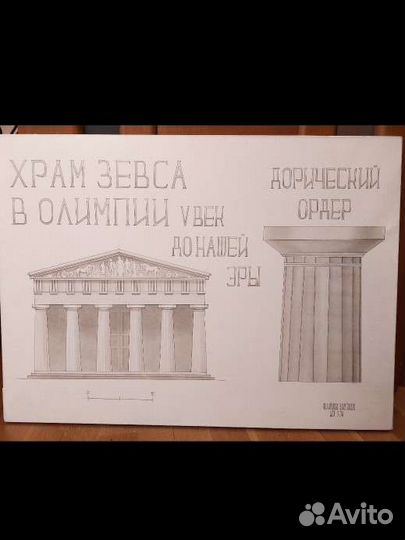 ХРАМ ЗЕВСА
В ОЛИМПИИ V ВЕК
ДО НАШЕЙ
ЭРЫ
ДОРИЧЕСКИЙ
ОРДЕР
Avito